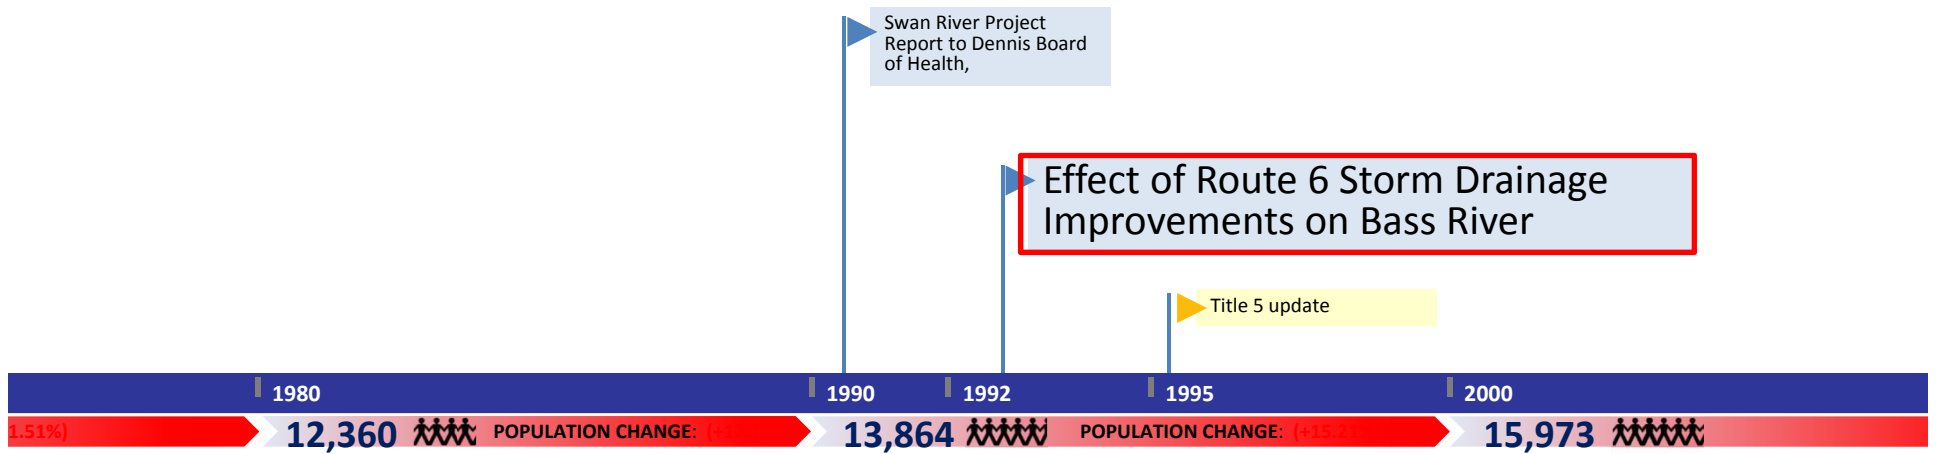 Swan River Project
Report to Dennis Board
of Health,
Effect of Route 6 Storm Drainage
Improvements on Bass River
Title 5 update
1980 1990 1992 1995 2000
1.51%) 12,360 POPULATION CHANGE: 13,864 POPULATION CHANGE: (+15.21 15,973